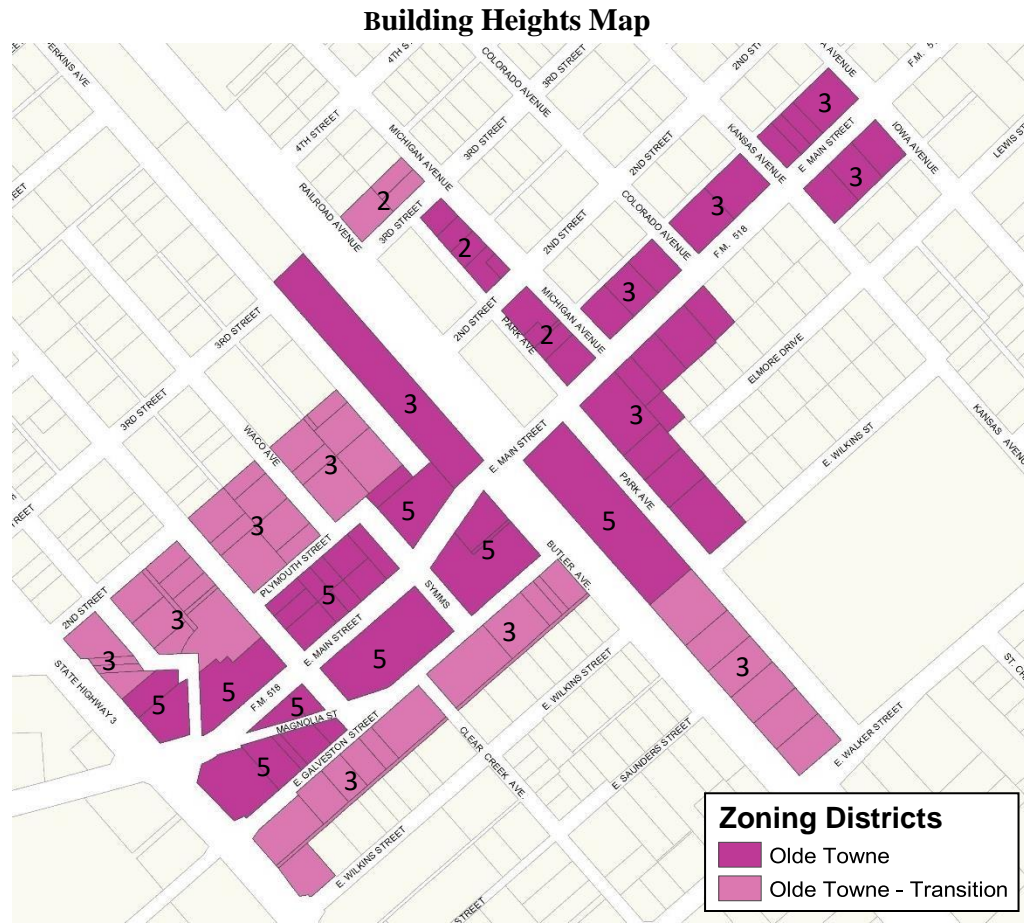 Building Heights Map
PERKINS AVE
4TH S
COLORADO AVENUE
3RD STREET
2ND ST
A AVENUE
F.M. 5
4TH STREET
MICHIGAN AVENUE
3RD STREET
2ND STREET
KANSAS AVENUE
3
E. MAIN STREET
IOWA AVENUE
LEWIS S
3
RAILROAD AVENUE
2
3RD STREET
2
2ND STREET
COLORADO AVENUE
3
F.M. 518
3
MICHIGAN AVENUE
2ND STREET
PARK AVE
2
3RD STREET
3
ELMORE DRIVE
3
3RD STREET
WACO AVE
3
E. MAIN STREET
E. WILKINS ST
KANSAS AVENU
REET
3
5
PARK AVE
5
PLYMOUTH STREET
5
BUTLER AVE.
5
SYMMS
2ND STREET
3
E. MAIN STREET
3
3
5
3
STATE HIGHWAY 3
5
5
F.M. 518
5
MAGNOLIA ST
E. WILKINS STREET
ST. C
5
E. GALVESTON STREET
3
CLEAR CREEK AVE.
E. SAUNDERS STREET
E. WALKER STREET
E. WILKINS STREET
STREET
Zoning Districts
Olde Towne
Olde Towne - Transition